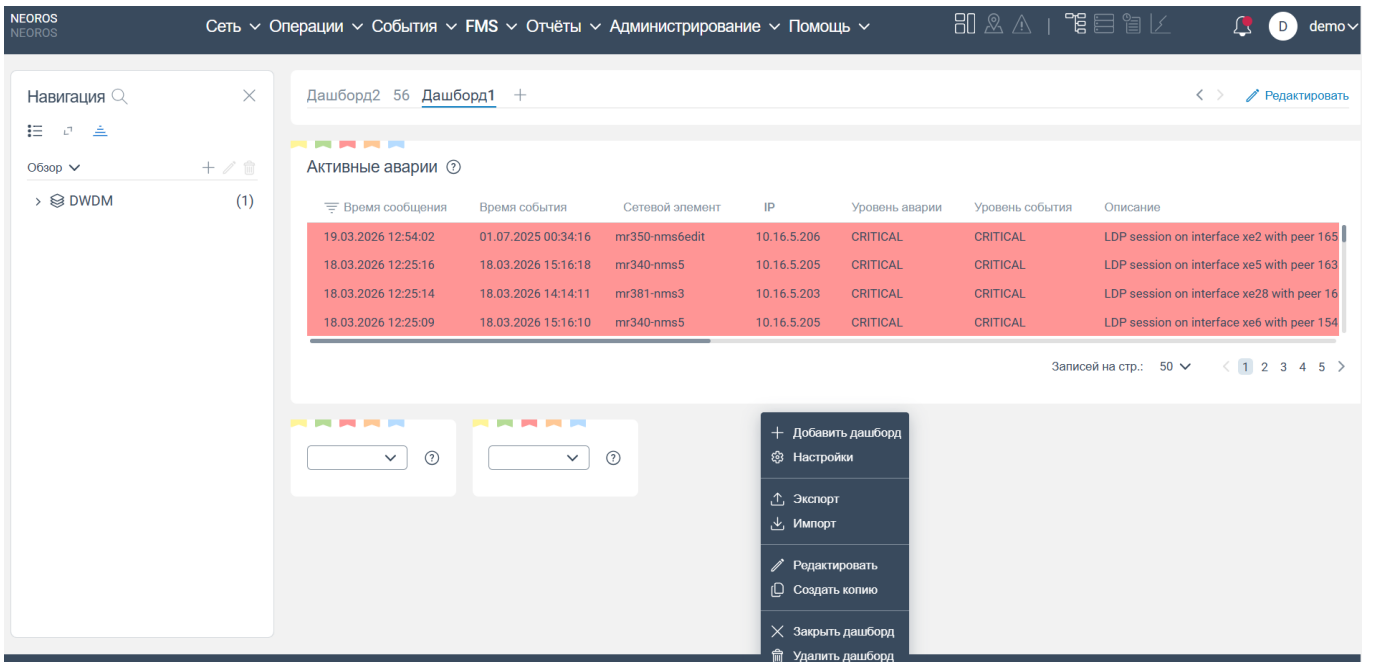 NEOROS
NEOROS
Сеть Операции События FMS Отчёты Администрирование Помощь
D demo
Навигация
Обзор
DWDM (1)
Дашборд2 56 Дашборд1 +
Редактировать
Активные аварии ?
Время сообщения Время события Сетевой элемент IP Уровень аварии Уровень события Описание
19.03.2026 12:54:02 01.07.2025 00:34:16 mr350-nms6edit 10.16.5.206 CRITICAL CRITICAL LDP session on interface xe2 with peer 165
18.03.2026 12:25:16 18.03.2026 15:16:18 mr340-nms5 10.16.5.205 CRITICAL CRITICAL LDP session on interface xe5 with peer 163
18.03.2026 12:25:14 18.03.2026 14:14:11 mr381-nms3 10.16.5.203 CRITICAL CRITICAL LDP session on interface xe28 with peer 16
18.03.2026 12:25:09 18.03.2026 15:16:10 mr340-nms5 10.16.5.205 CRITICAL CRITICAL LDP session on interface xe6 with peer 154
Записей на стр.: 50 < 1 2 3 4 5 >
? ?
Добавить дашборд
Настройки
Экспорт
Импорт
Редактировать
Создать копию
Закрыть дашборд
Удалить дашборд